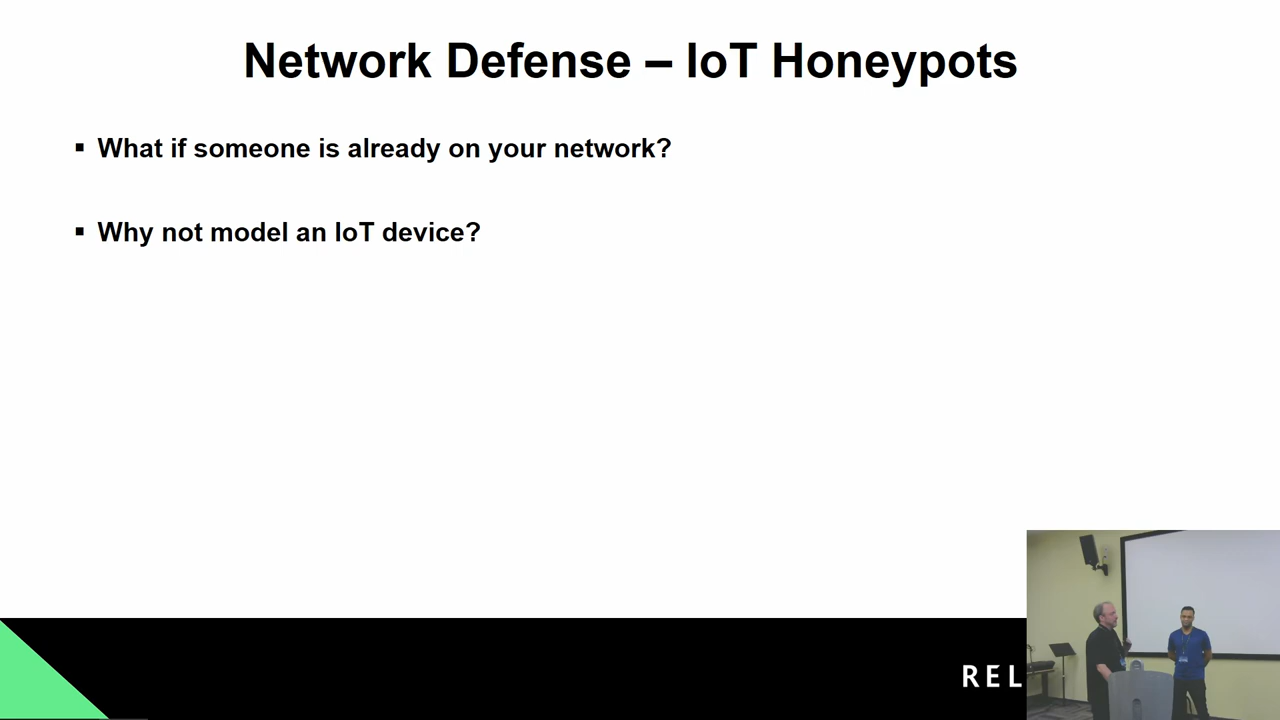 Network Defense – IoT Honeypots
▪ What if someone is already on your network?
▪ Why not model an IoT device?
REL